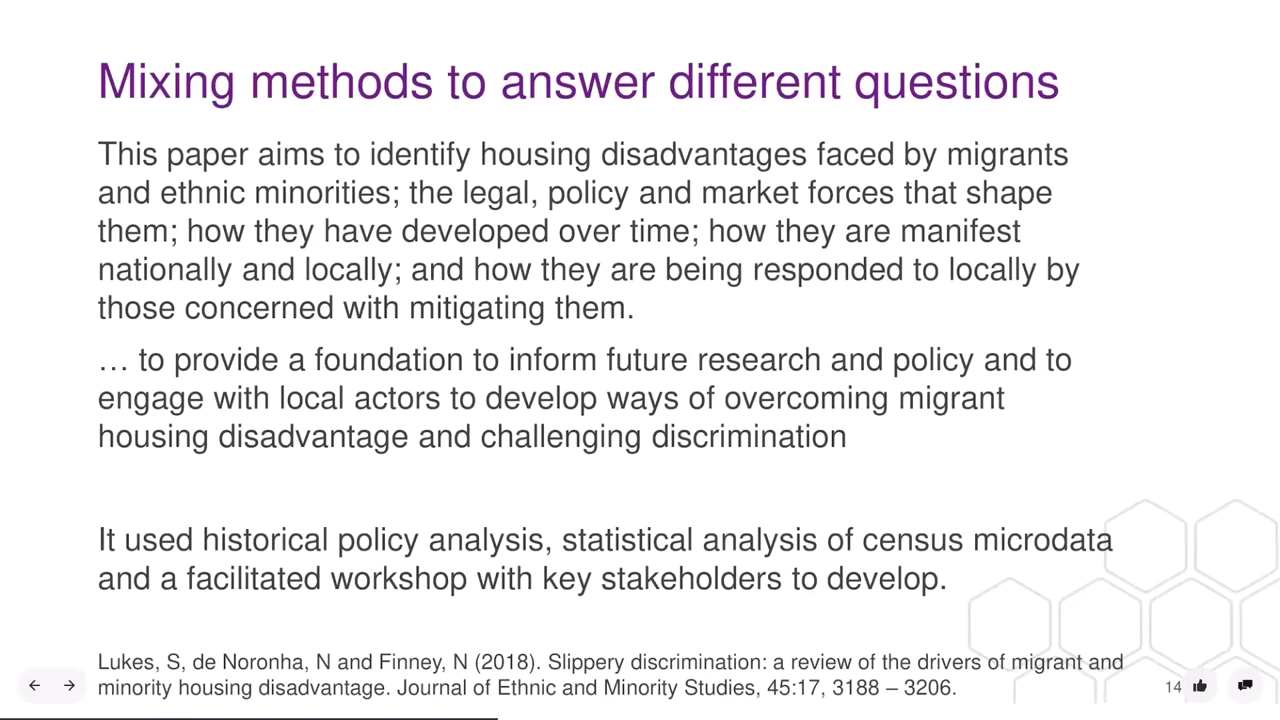 Mixing methods to answer different questions
This paper aims to identify housing disadvantages faced by migrants
and ethnic minorities; the legal, policy and market forces that shape
them; how they have developed over time; how they are manifest
nationally and locally; and how they are being responded to locally by
those concerned with mitigating them.
… to provide a foundation to inform future research and policy and to
engage with local actors to develop ways of overcoming migrant
housing disadvantage and challenging discrimination
It used historical policy analysis, statistical analysis of census microdata
and a facilitated workshop with key stakeholders to develop.
Lukes, S, de Noronha, N and Finney, N (2018). Slippery discrimination: a review of the drivers of migrant and
minority housing disadvantage. Journal of Ethnic and Minority Studies, 45:17, 3188 – 3206.
14